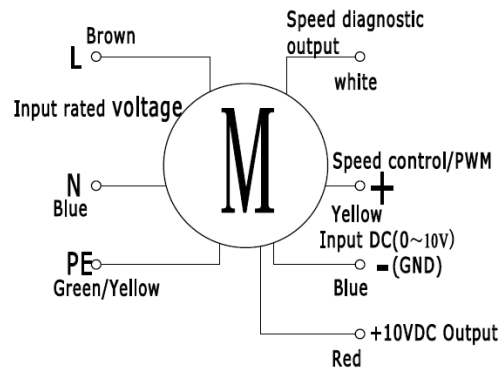 Brown
L
Input rated voltage
N
Blue
PE
Green/Yellow
M
Speed diagnostic
output
white
Speed control/PWM
+
Yellow
Input DC(0～10V)
-(GND)
Blue
+10VDC Output
Red